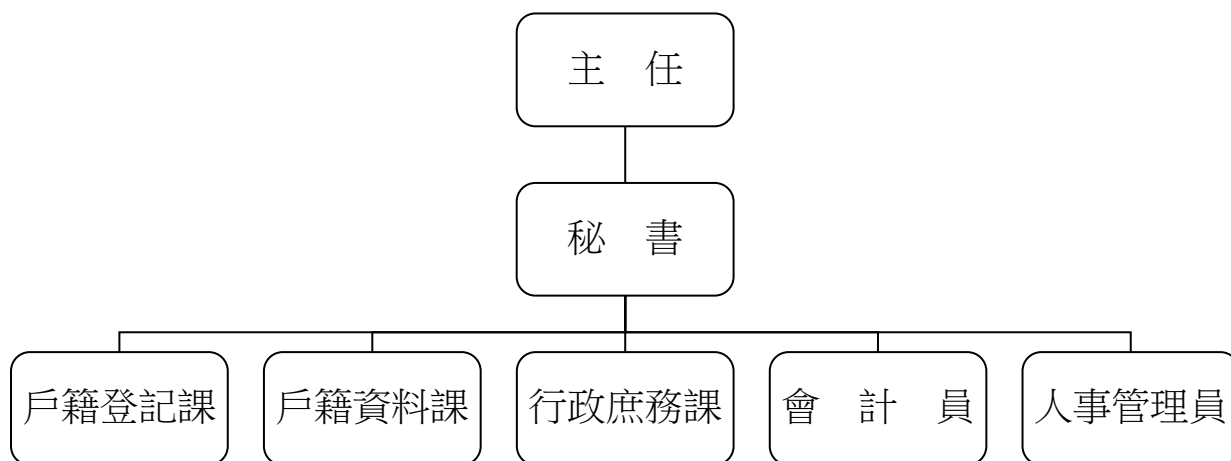 主　任
秘　書
戶籍登記課
戶籍資料課
行政庶務課
會　計　員
人事管理員